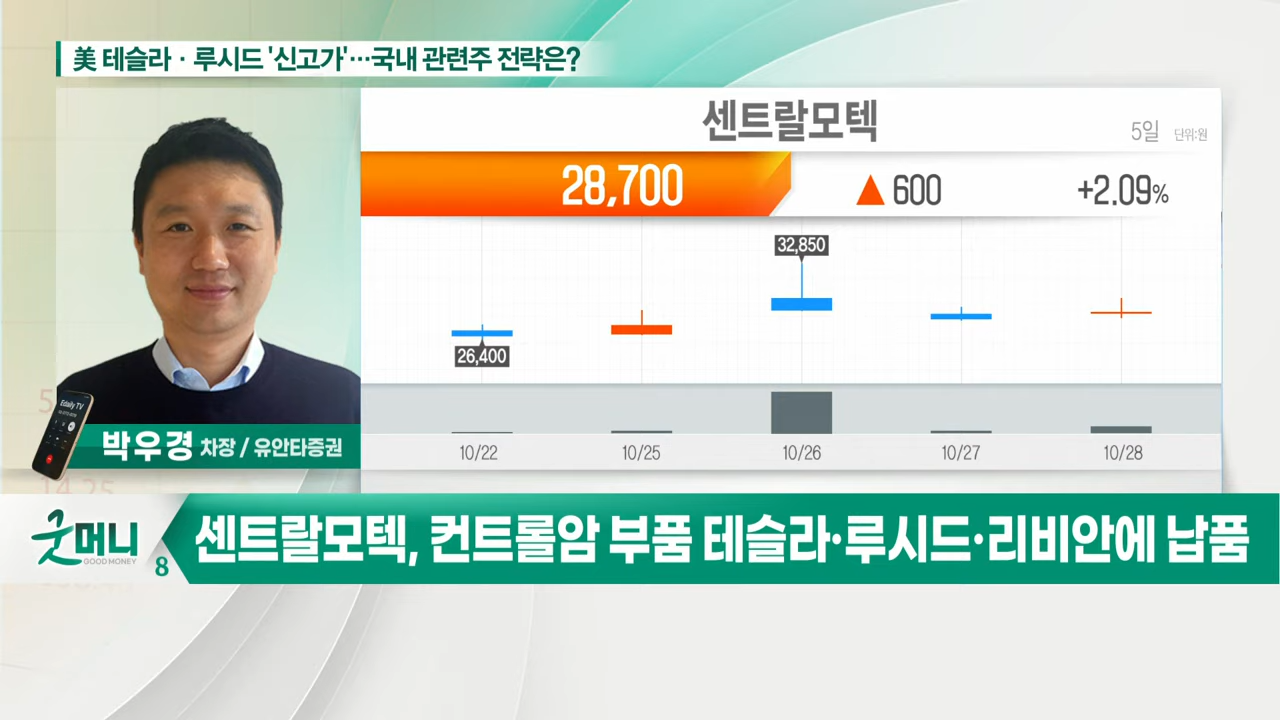 美 테슬라·루시드 '신고가'…국내 관련주 전략은?
센트랄모텍
5일 단위:원
28,700 ▲ 600 +2.09%
32,850
26,400
10/22 10/25 10/26 10/27 10/28
Edaily TV
박우경 차장 / 유안타증권
14.25
굿머니
GOOD MONEY
8
센트랄모텍, 컨트롤암 부품 테슬라·루시드·리비안에 납품